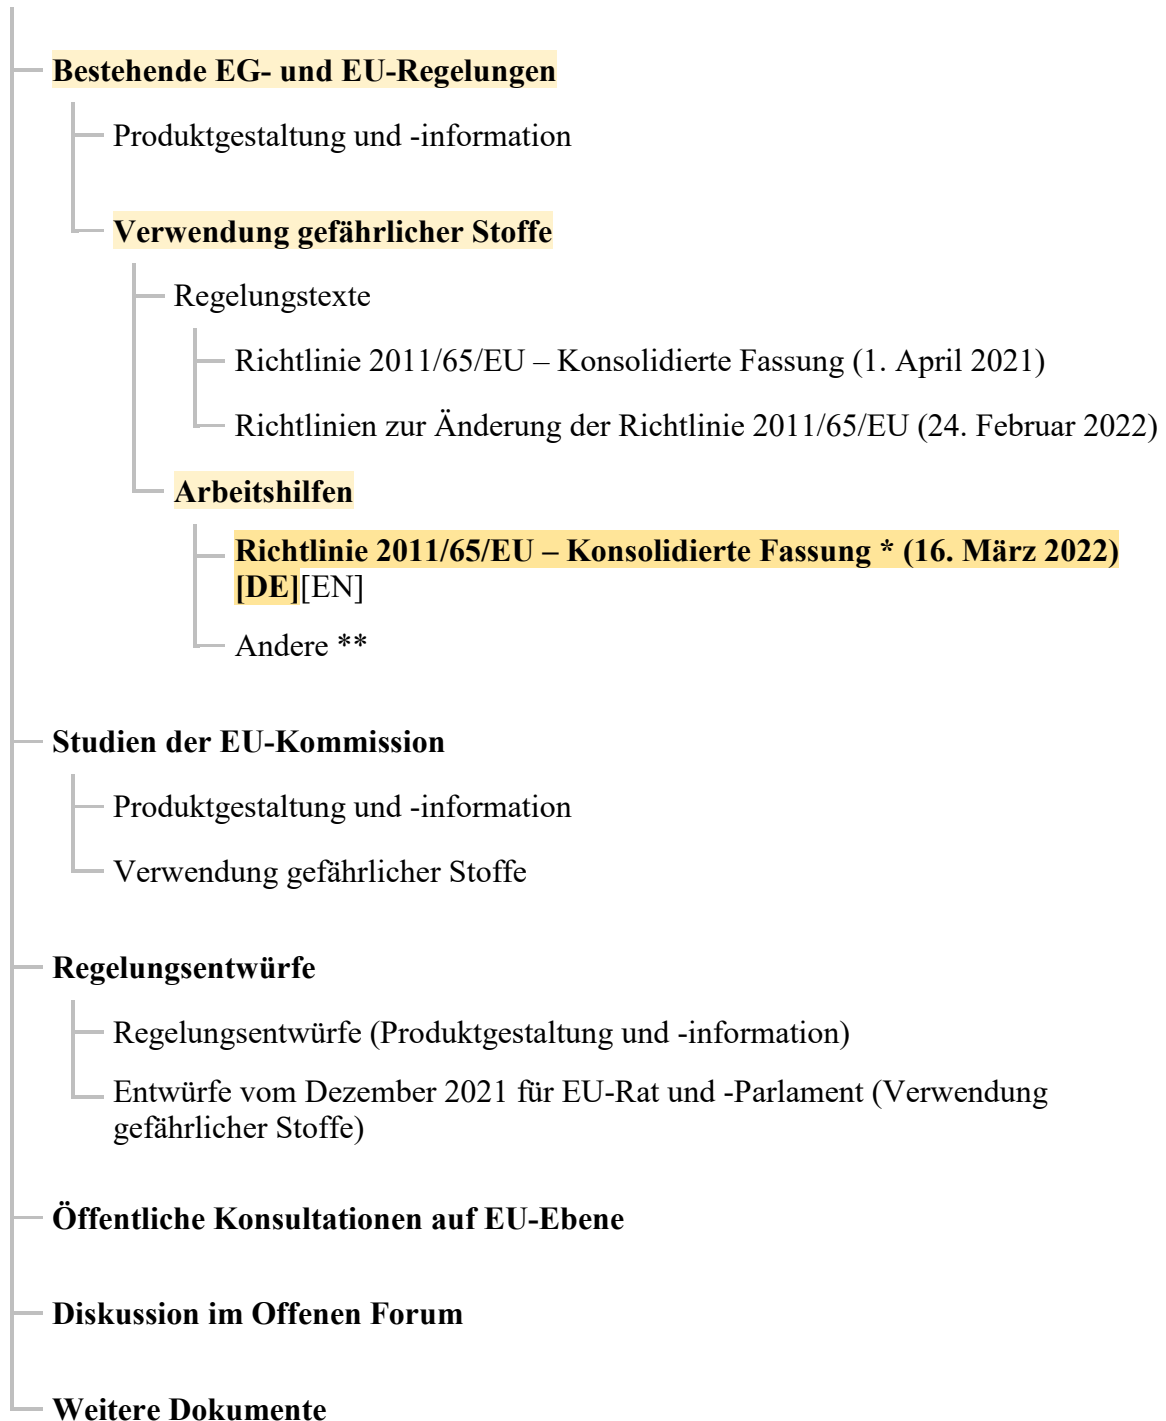 Bestehende EG- und EU-Regelungen
Produktgestaltung und -information
Verwendung gefährlicher Stoffe
Regelungstexte
Richtlinie 2011/65/EU – Konsolidierte Fassung (1. April 2021)
Richtlinien zur Änderung der Richtlinie 2011/65/EU (24. Februar 2022)
Arbeitshilfen
Richtlinie 2011/65/EU – Konsolidierte Fassung * (16. März 2022)
[DE][EN]
Andere **
Studien der EU-Kommission
Produktgestaltung und -information
Verwendung gefährlicher Stoffe
Regelungsentwürfe
Regelungsentwürfe (Produktgestaltung und -information)
Entwürfe vom Dezember 2021 für EU-Rat und -Parlament (Verwendung
gefährlicher Stoffe)
Öffentliche Konsultationen auf EU-Ebene
Diskussion im Offenen Forum
Weitere Dokumente